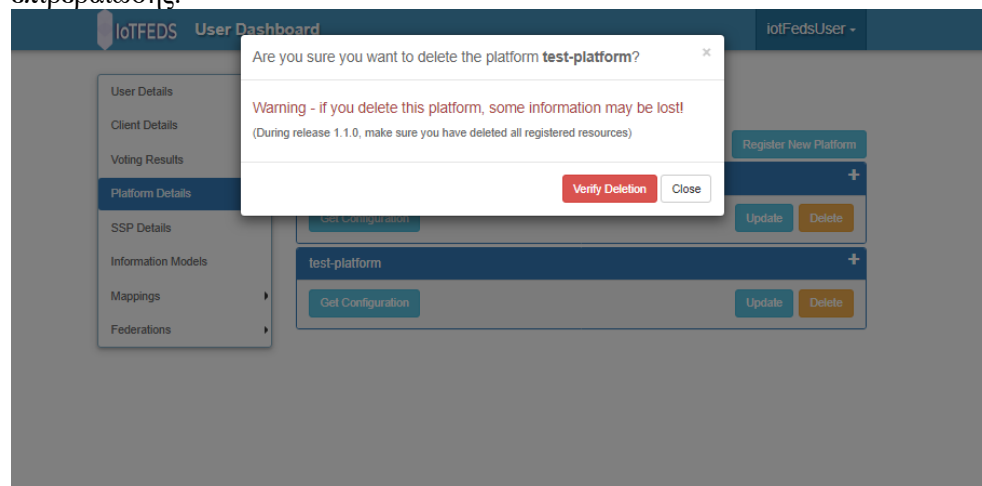 επιβεβαίωσης.
IoTFEDS User Dashboard
iotFedsUser
Are you sure you want to delete the platform test-platform?
×
Warning - if you delete this platform, some information may be lost!
(During release 1.1.0, make sure you have deleted all registered resources)
Verify Deletion
Close
User Details
Client Details
Voting Results
Platform Details
SSP Details
Information Models
Mappings
Federations
Register New Platform
+
Get Configuration
Update
Delete
test-platform
+
Get Configuration
Update
Delete